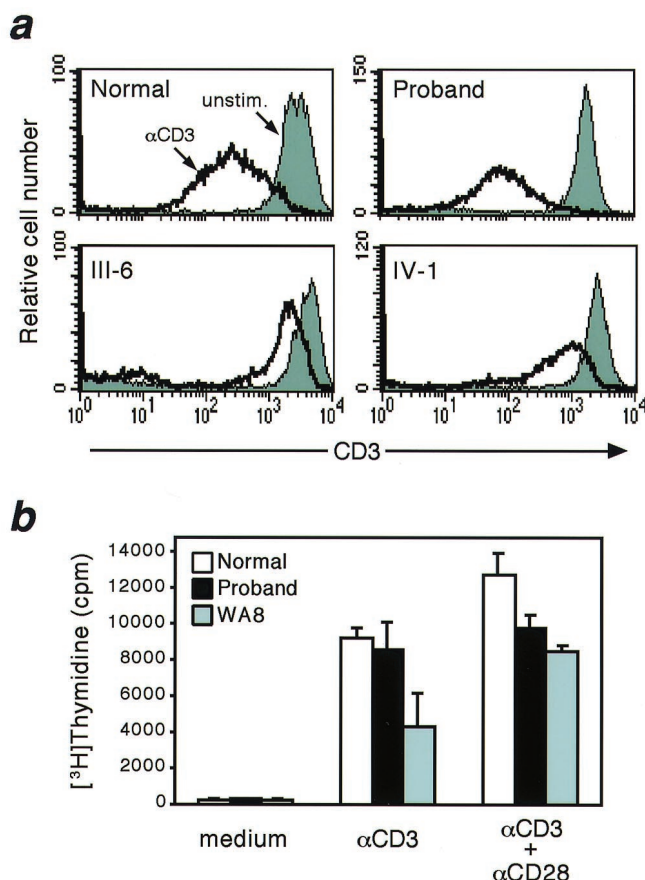 a
Normal
unstim.
αCD3
Proband
III-6
IV-1
100
0
150
0
100
0
120
0
Relative cell number
10⁰ 10¹ 10² 10³ 10⁴
10⁰ 10¹ 10² 10³ 10⁴
CD3
b
[³H]Thymidine (cpm)
14000
12000
10000
8000
6000
4000
2000
0
Normal
Proband
WA8
medium
αCD3
αCD3
+
αCD28